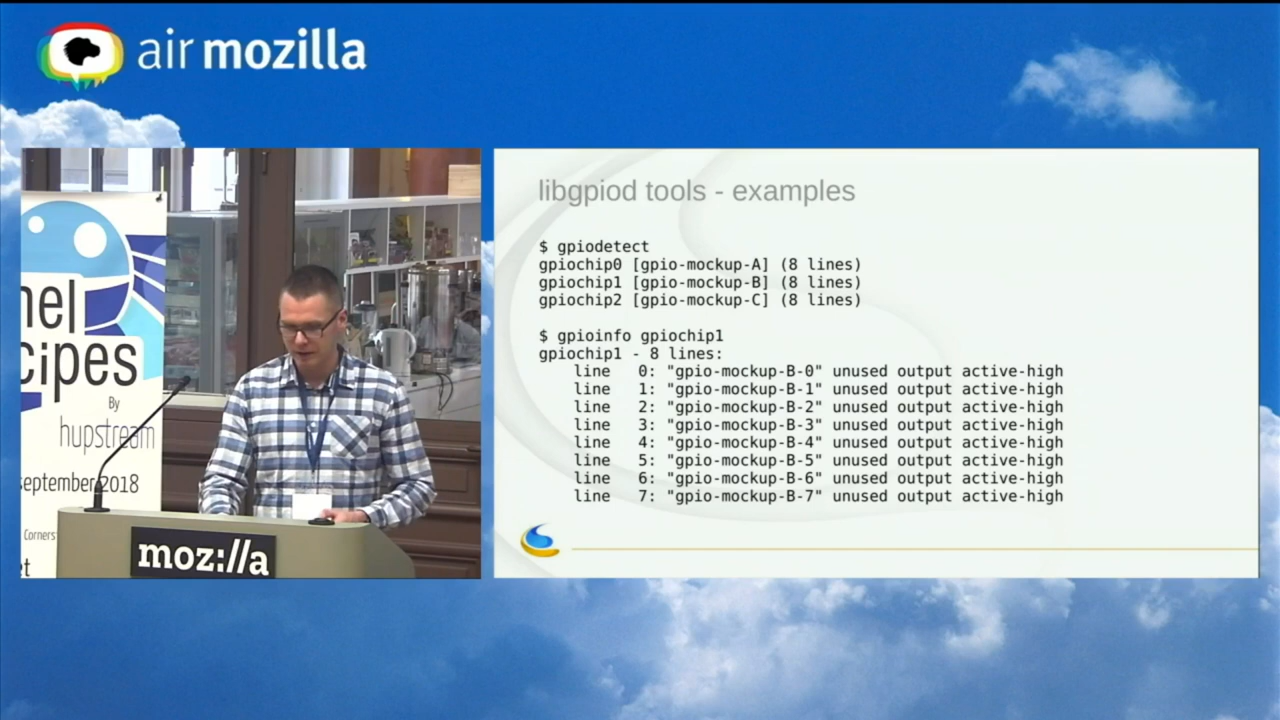 air mozilla
nel
cipes
By
hupstream
september 2018
Corners
et
moz://a
libgpiod tools - examples
$ gpiodetect
gpiochip0 [gpio-mockup-A] (8 lines)
gpiochip1 [gpio-mockup-B] (8 lines)
gpiochip2 [gpio-mockup-C] (8 lines)
$ gpioinfo gpiochip1
gpiochip1 - 8 lines:
line 0: "gpio-mockup-B-0" unused output active-high
line 1: "gpio-mockup-B-1" unused output active-high
line 2: "gpio-mockup-B-2" unused output active-high
line 3: "gpio-mockup-B-3" unused output active-high
line 4: "gpio-mockup-B-4" unused output active-high
line 5: "gpio-mockup-B-5" unused output active-high
line 6: "gpio-mockup-B-6" unused output active-high
line 7: "gpio-mockup-B-7" unused output active-high